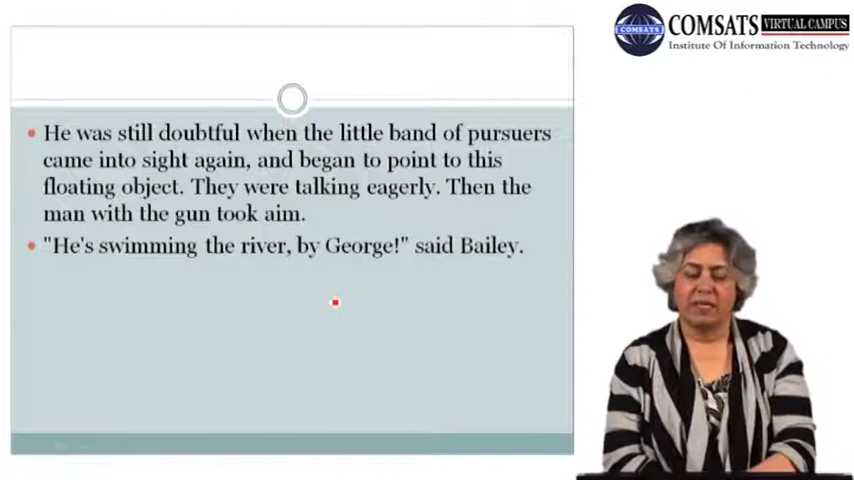 COMSATS VIRTUAL CAMPUS
COMSATS Institute Of Information Technology
He was still doubtful when the little band of pursuers
came into sight again, and began to point to this
floating object. They were talking eagerly. Then the
man with the gun took aim.
"He's swimming the river, by George!" said Bailey.